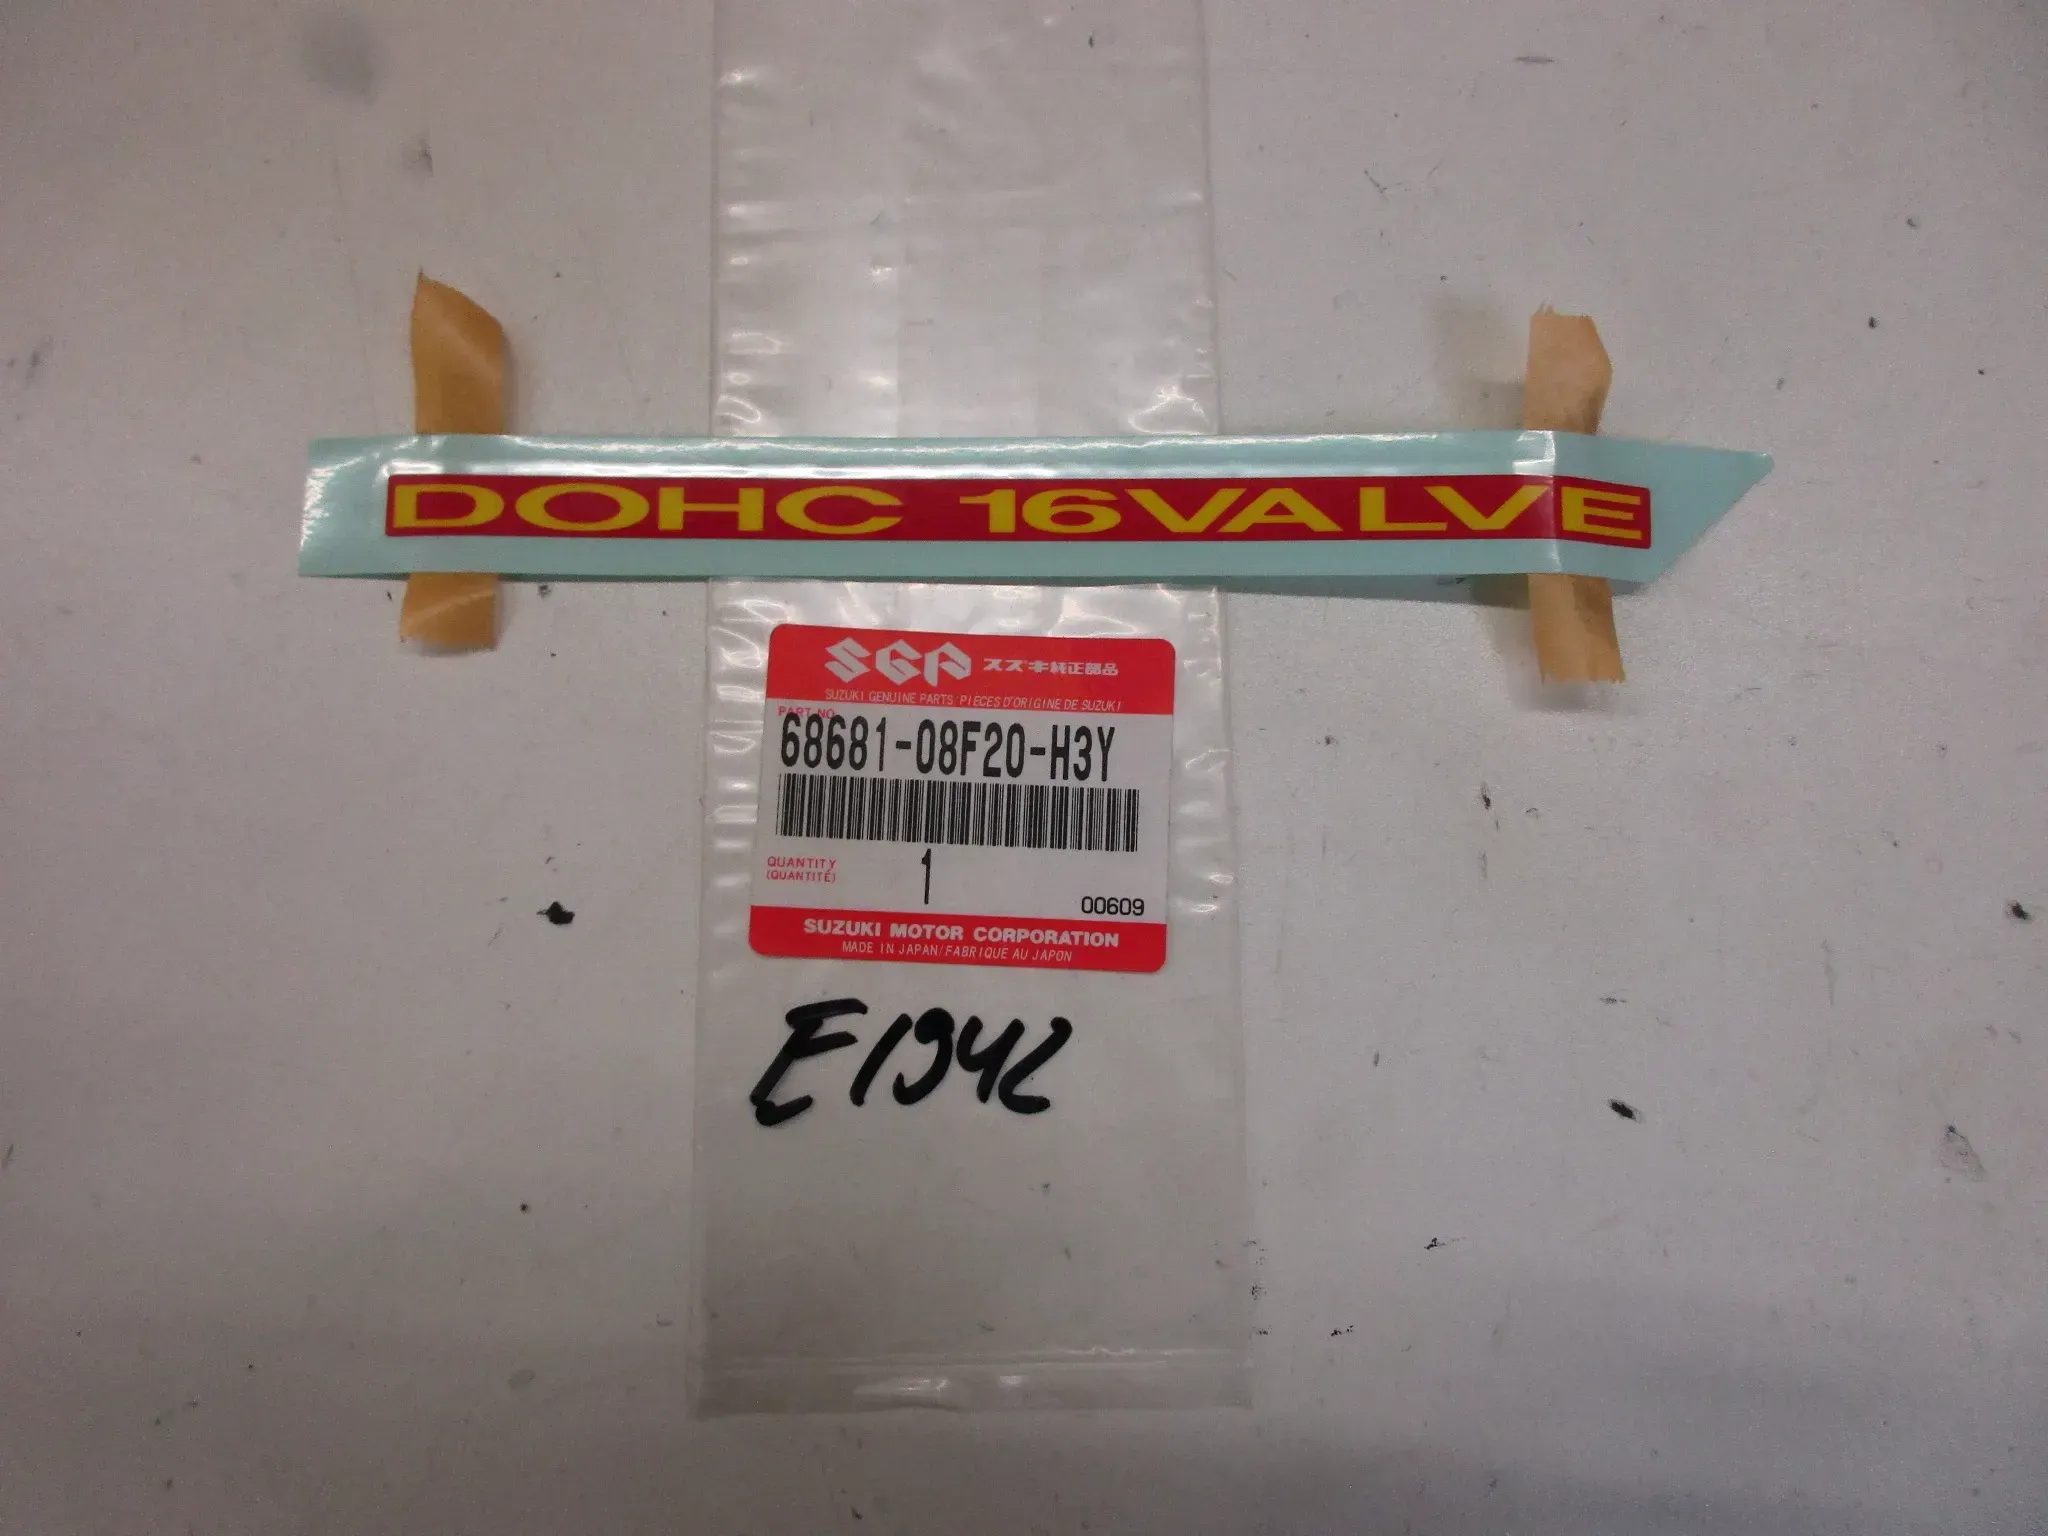 DOHC 16VALVE
SGP スズキ純正部品
SUZUKI GENUINE PARTS/PIECES D'ORIGINE DE SUZUKI
PART NO.
68681-08F20-H3Y
QUANTITY 1
(QUANTITÉ)
00609
SUZUKI MOTOR CORPORATION
MADE IN JAPAN/FABRIQUE AU JAPON
E1942